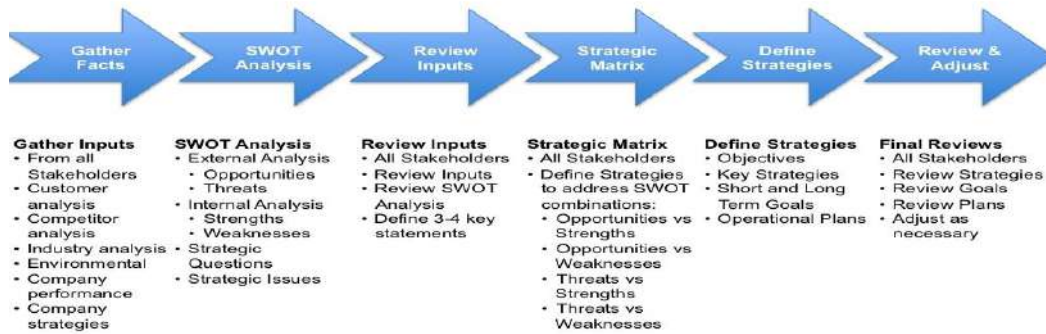 Gather
Facts
SWOT
Analysis
Review
Inputs
Strategic
Matrix
Define
Strategies
Review &
Adjust
Gather Inputs
• From all
Stakeholders
• Customer
analysis
• Competitor
analysis
• Industry analysis
• Environmental
• Company
performance
• Company
strategies
SWOT Analysis
• External Analysis
• Opportunities
• Threats
• Internal Analysis
• Strengths
• Weaknesses
• Strategic
Questions
• Strategic Issues
Review Inputs
• All Stakeholders
• Review Inputs
• Review SWOT
Analysis
• Define 3-4 key
statements
Strategic Matrix
• All Stakeholders
• Define Strategies
to address SWOT
combinations:
• Opportunities vs
Strengths
• Opportunities vs
Weaknesses
• Threats vs
Strengths
• Threats vs
Weaknesses
Define Strategies
• Objectives
• Key Strategies
• Short and Long
Term Goals
• Operational Plans
Final Reviews
• All Stakeholders
• Review Strategies
• Review Goals
• Review Plans
• Adjust as
necessary